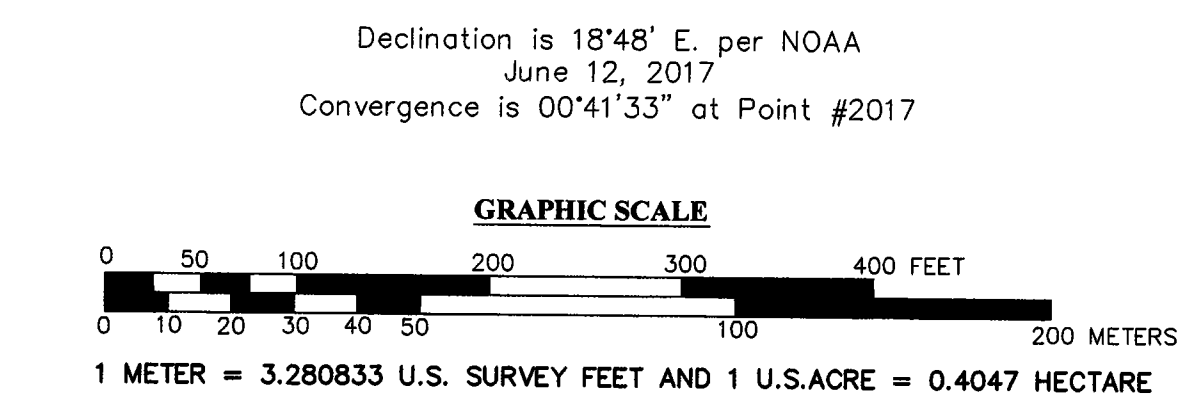 Declination is 18°48' E. per NOAA
June 12, 2017
Convergence is 00°41'33" at Point #2017
GRAPHIC SCALE
0 50 100 200 300 400 FEET
0 10 20 30 40 50 100 200 METERS
1 METER = 3.280833 U.S. SURVEY FEET AND 1 U.S.ACRE = 0.4047 HECTARE